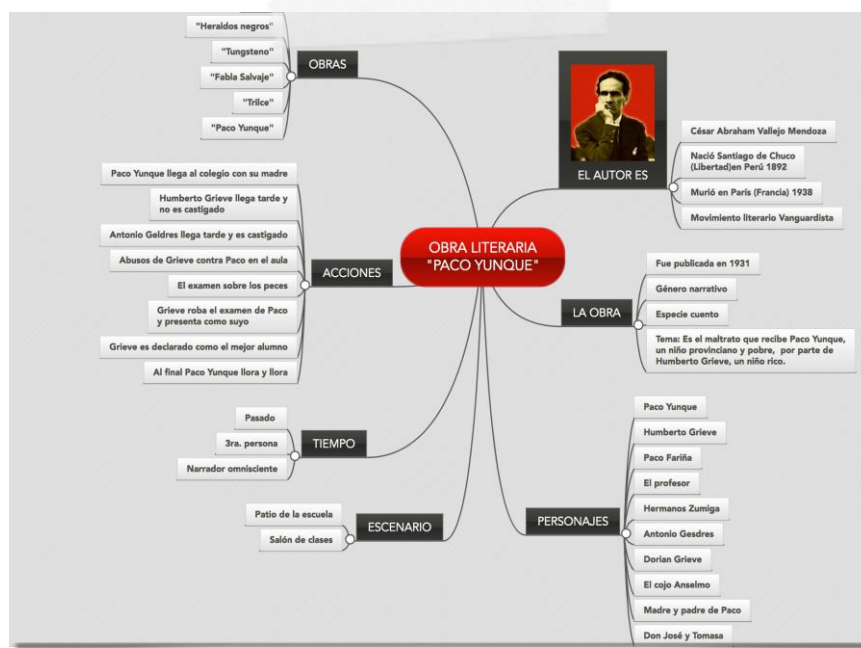 "Heraldos negros"
"Tungsteno"
"Fabla Salvaje"
"Trilce"
"Paco Yunque"
OBRAS
Paco Yunque llega al colegio con su madre
Humberto Grieve llega tarde y
no es castigado
Antonio Geldres llega tarde y es castigado
Abusos de Grieve contra Paco en el aula
El examen sobre los peces
Grieve roba el examen de Paco
y presenta como suyo
Grieve es declarado como el mejor alumno
Al final Paco Yunque llora y llora
ACCIONES
Pasado
3ra. persona
Narrador omnisciente
TIEMPO
Patio de la escuela
Salón de clases
ESCENARIO
OBRA LITERARIA
"PACO YUNQUE"
EL AUTOR ES
César Abraham Vallejo Mendoza
Nació Santiago de Chuco
(Libertad)en Perú 1892
Murió en París (Francia) 1938
Movimiento literario Vanguardista
LA OBRA
Fue publicada en 1931
Género narrativo
Especie cuento
Tema: Es el maltrato que recibe Paco Yunque,
un niño provinciano y pobre, por parte de
Humberto Grieve, un niño rico.
PERSONAJES
Paco Yunque
Humberto Grieve
Paco Fariña
El profesor
Hermanos Zumiga
Antonio Gesdres
Dorian Grieve
El cojo Anselmo
Madre y padre de Paco
Don José y Tomasa